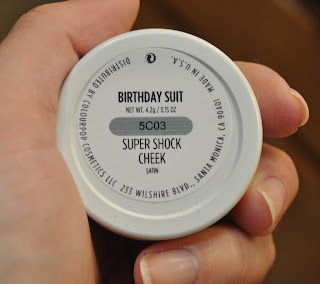 BIRTHDAY SUIT
NET WT. 4.2g / 0.15 OZ
5C03
SUPER SHOCK
CHEEK
SATIN
DISTRIBUTED BY COLOURPOP COSMETICS LLC 233 WILSHIRE BLVD., SANTA MONICA, CA 90401 MADE IN U.S.A.